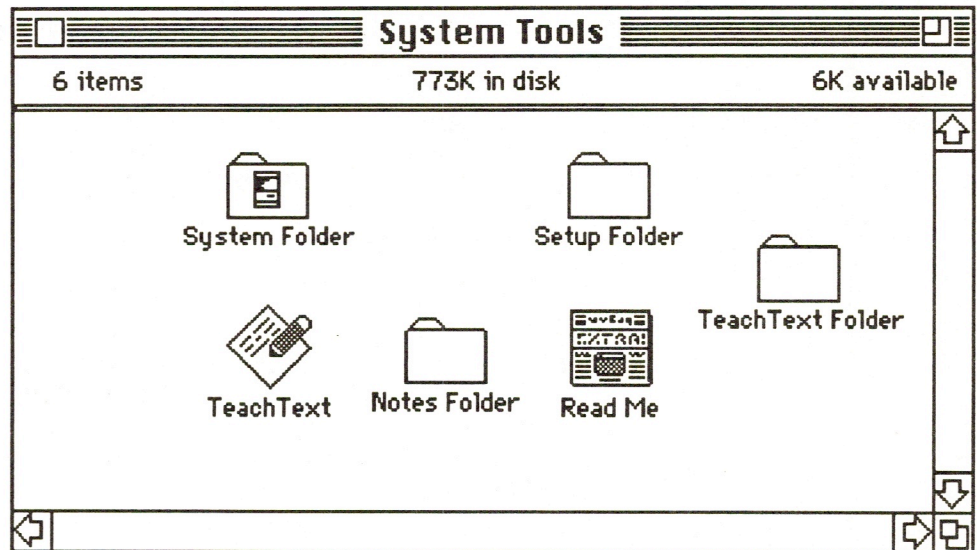 System Tools
6 items 773K in disk 6K available
System Folder Setup Folder
TeachText Folder
TeachText Notes Folder Read Me
EXTRA!